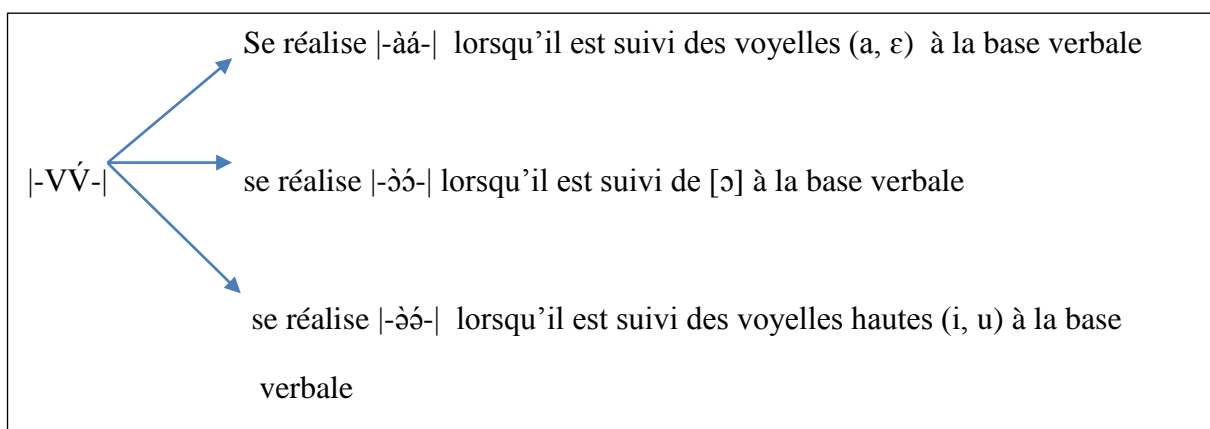 Se réalise |-àá-| lorsqu’il est suivi des voyelles (a, ɛ) à la base verbale
|-VV́-| se réalise |-ɔ̀ɔ́-| lorsqu’il est suivi de [ɔ] à la base verbale
se réalise |-ə̀ə́-| lorsqu’il est suivi des voyelles hautes (i, u) à la base
verbale